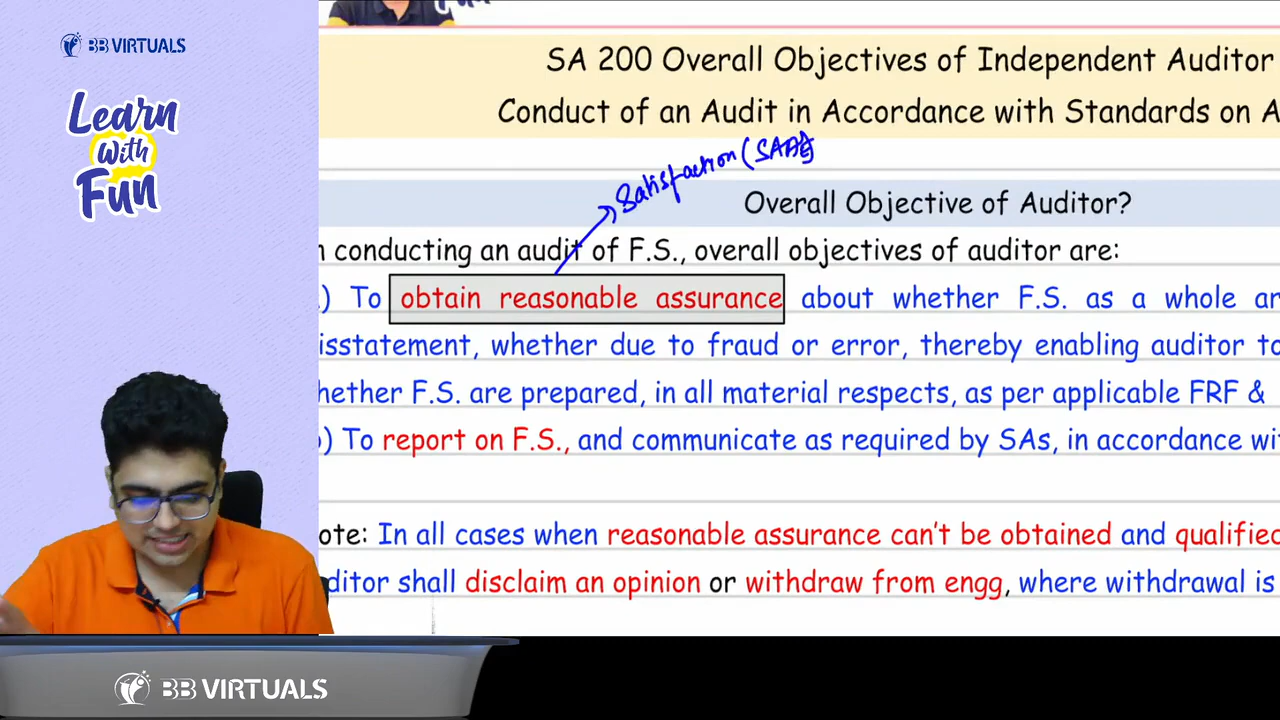 BB VIRTUALS
Learn
With
Fun
SA 200 Overall Objectives of Independent Auditor
Conduct of an Audit in Accordance with Standards on A
Satisfaction (SAAE
Overall Objective of Auditor?
n conducting an audit of F.S., overall objectives of auditor are:
) To obtain reasonable assurance about whether F.S. as a whole ar
isstatement, whether due to fraud or error, thereby enabling auditor to
hether F.S. are prepared, in all material respects, as per applicable FRF &
) To report on F.S., and communicate as required by SAs, in accordance wi
ote: In all cases when reasonable assurance can't be obtained and qualified
ditor shall disclaim an opinion or withdraw from engg, where withdrawal is
BB VIRTUALS